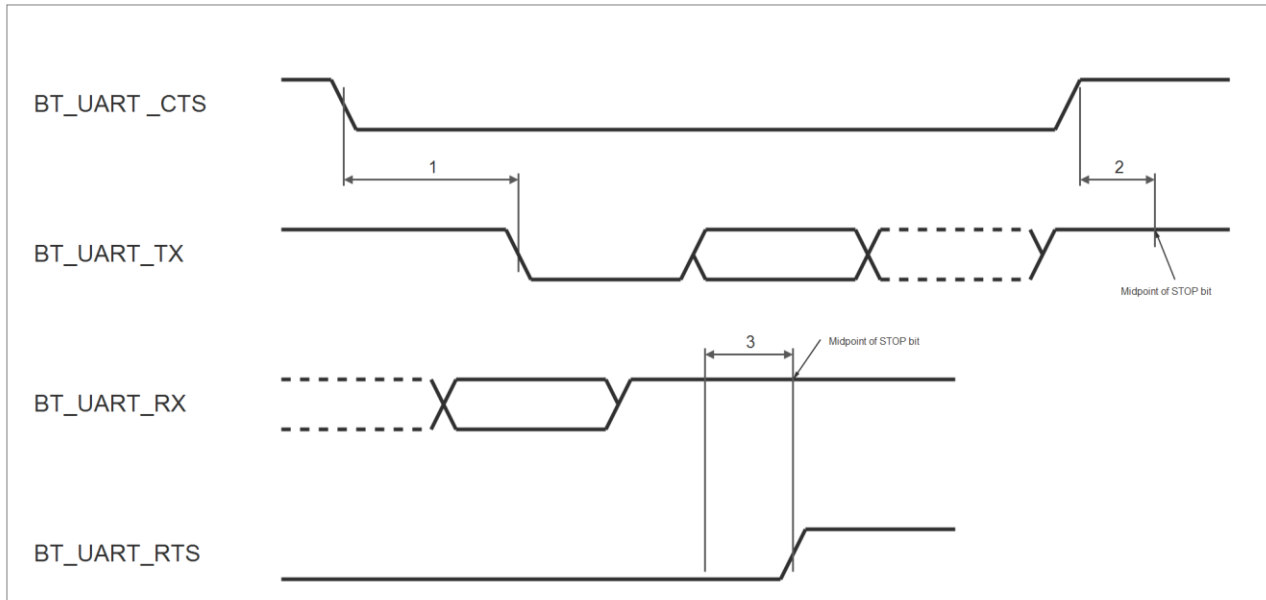 BT_UART _CTS
1
2
BT_UART_TX
Midpoint of STOP bit
3
Midpoint of STOP bit
BT_UART_RX
BT_UART_RTS